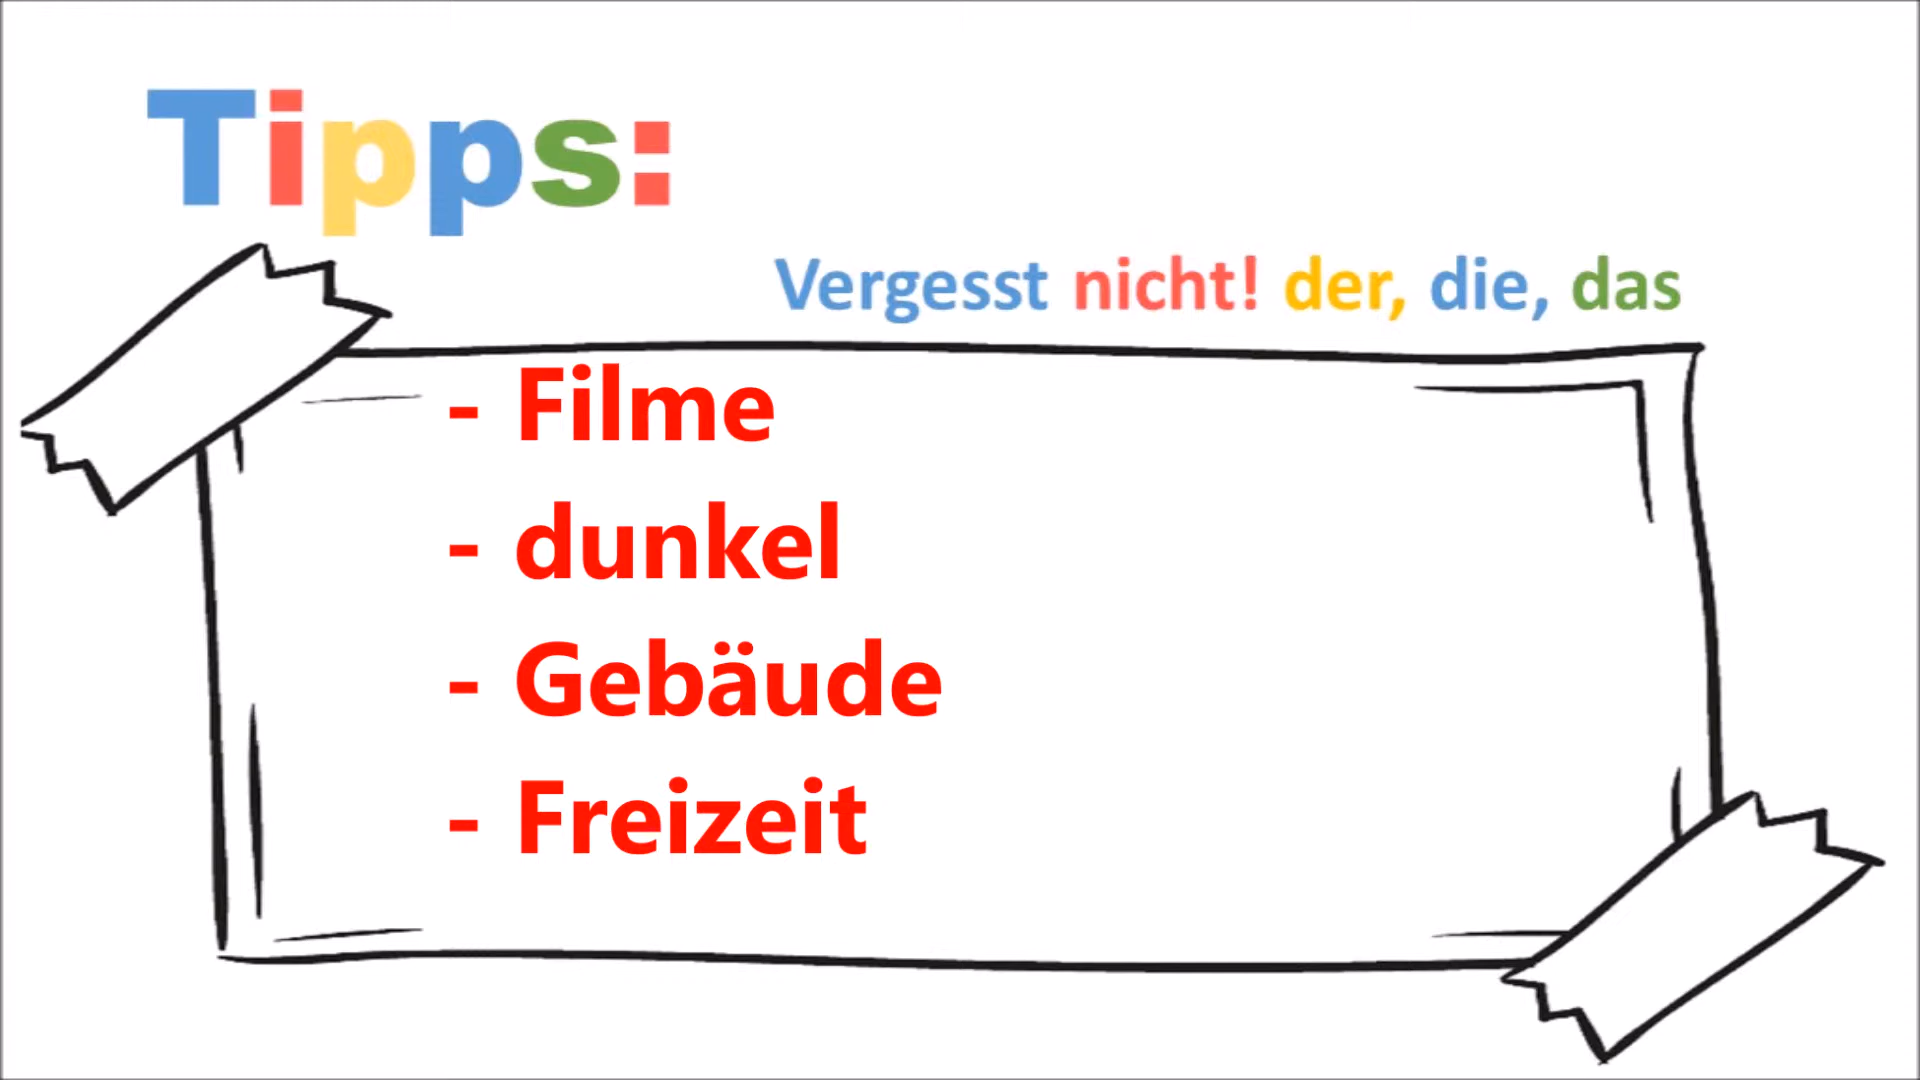 Tipps:
Vergesst nicht! der, die, das
- Filme
- dunkel
- Gebäude
- Freizeit